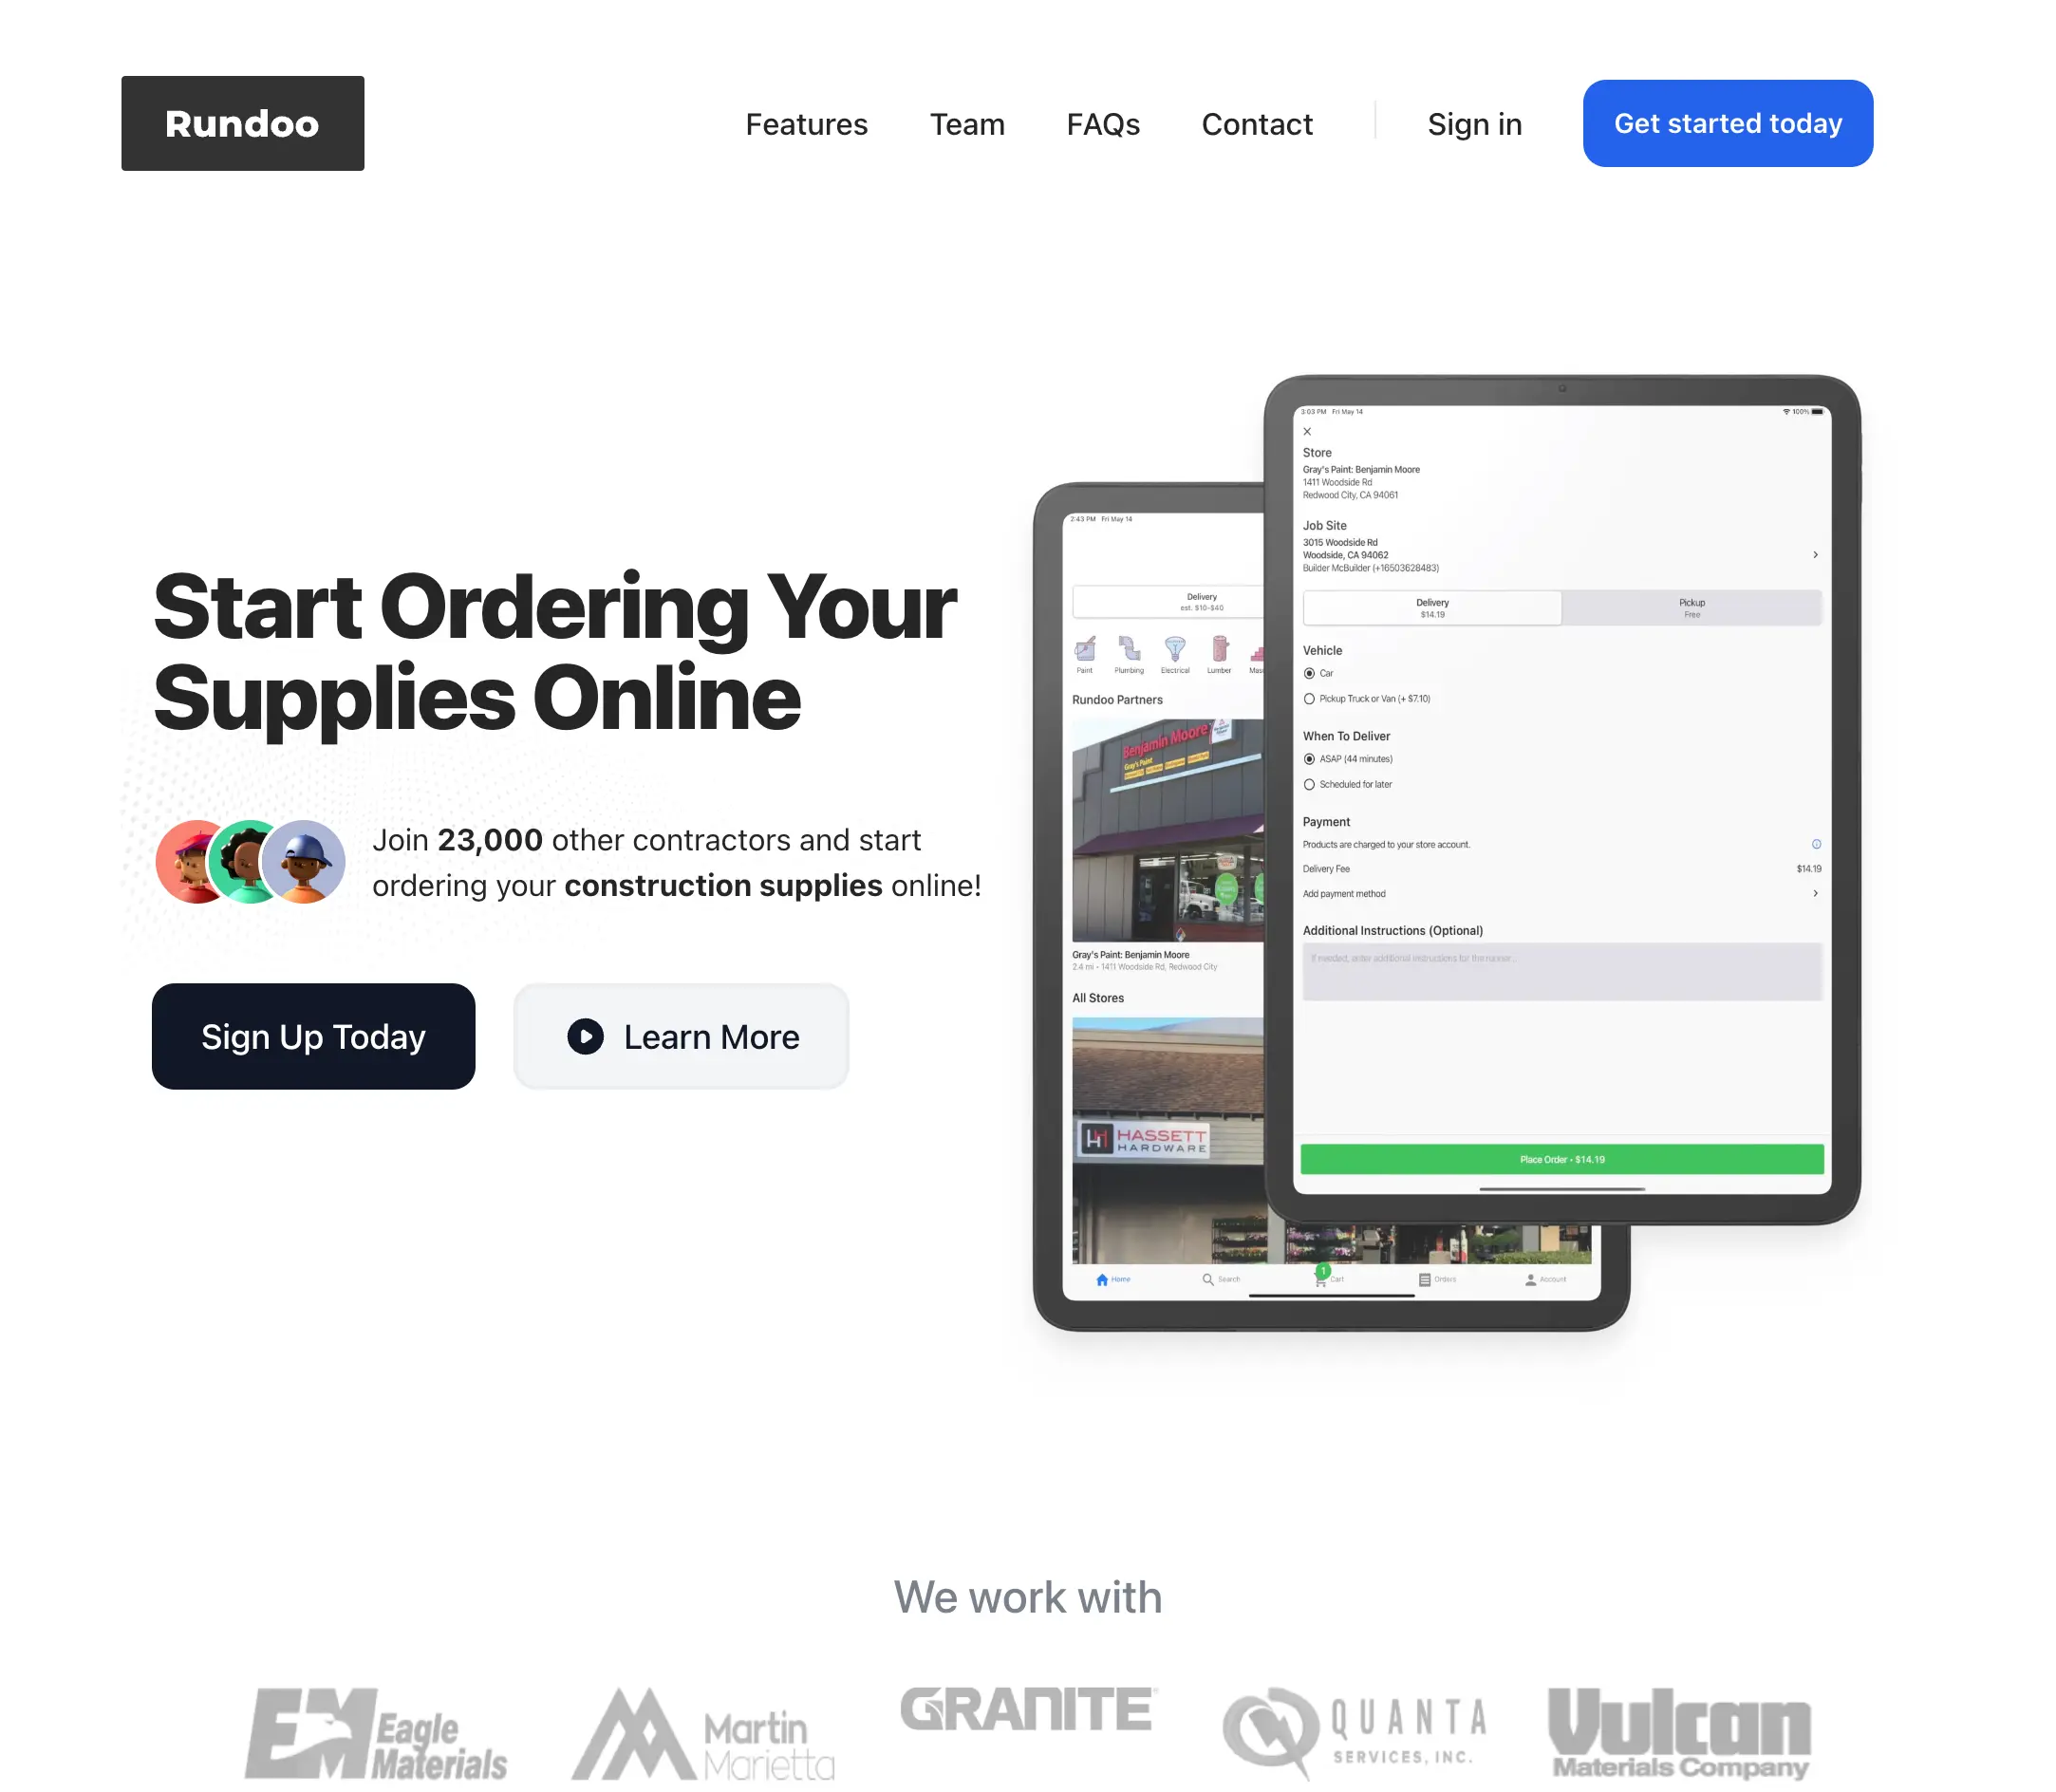 Rundoo
Features
Team
FAQs
Contact
Sign in
Get started today
Start Ordering Your
Supplies Online
Join 23,000 other contractors and start
ordering your construction supplies online!
Sign Up Today
Learn More
2:43 PM Fri May 14
Delivery
est. $10-$40
Paint
Plumbing
Electrical
Lumber
Mas
Rundoo Partners
Benjamin Moore
Gray's Paint
Gray's Paint: Benjamin Moore
2.4 mi • 1411 Woodside Rd, Redwood City
All Stores
HH HASSETT
HARDWARE
Home
Search
1
Cart
Orders
Account
3:03 PM Fri May 14
100%
Store
Gray's Paint: Benjamin Moore
1411 Woodside Rd
Redwood City, CA 94061
Job Site
3015 Woodside Rd
Woodside, CA 94062
Builder McBuilder (+16503628483)
Delivery
$14.19
Pickup
Free
Vehicle
Car
Pickup Truck or Van (+ $7.10)
When To Deliver
ASAP (44 minutes)
Scheduled for later
Payment
Products are charged to your store account.
Delivery Fee
$14.19
Add payment method
Additional Instructions (Optional)
If needed, enter additional instructions for the runner...
Place Order • $14.19
We work with
EM Eagle
Materials
Martin
Marietta
GRANITE
QUANTA
SERVICES, INC.
Vulcan
Materials Company